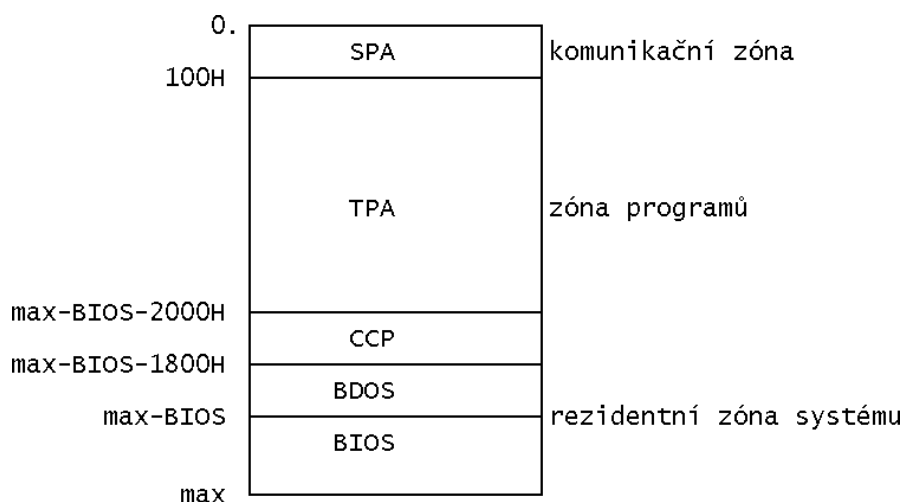 0.
SPA komunikační zóna
100H
TPA zóna programů
max-BIOS-2000H
CCP
max-BIOS-1800H
BDOS
max-BIOS rezidentní zóna systému
BIOS
max